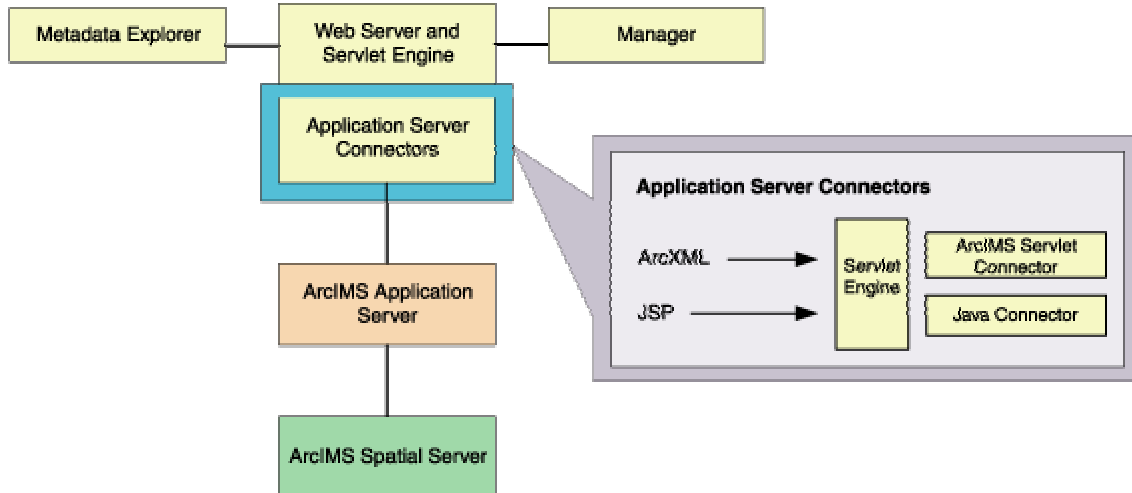 Metadata Explorer
Web Server and
Servlet Engine
Manager
Application Server
Connectors
Application Server Connectors
ArcXML
JSP
Servlet
Engine
ArcIMS Servlet
Connector
Java Connector
ArcIMS Application
Server
ArcIMS Spatial Server